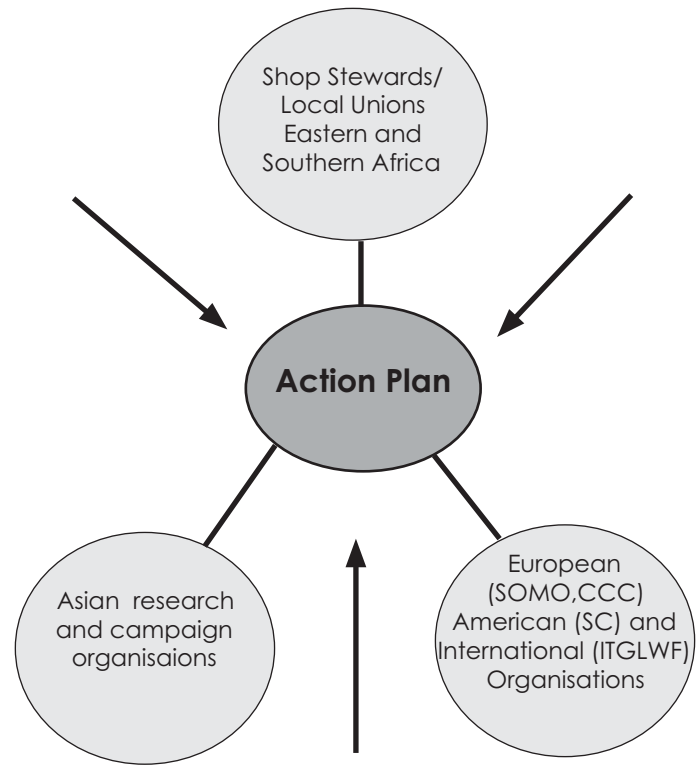 Shop Stewards/
Local Unions
Eastern and
Southern Africa
Action Plan
Asian research
and campaign
organisaions
European
(SOMO,CCC)
American (SC) and
International (ITGLWF)
Organisations